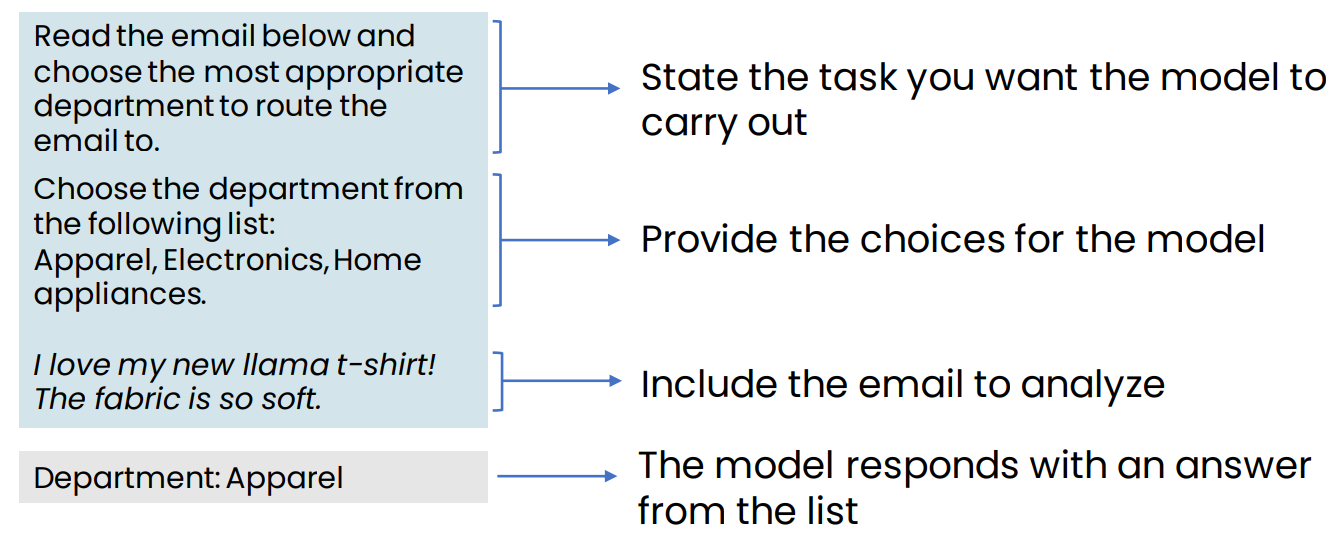 Read the email below and
choose the most appropriate
department to route the
email to.
State the task you want the model to
carry out
Choose the department from
the following list:
Apparel, Electronics, Home
appliances.
Provide the choices for the model
I love my new llama t-shirt!
The fabric is so soft.
Include the email to analyze
Department: Apparel
The model responds with an answer
from the list